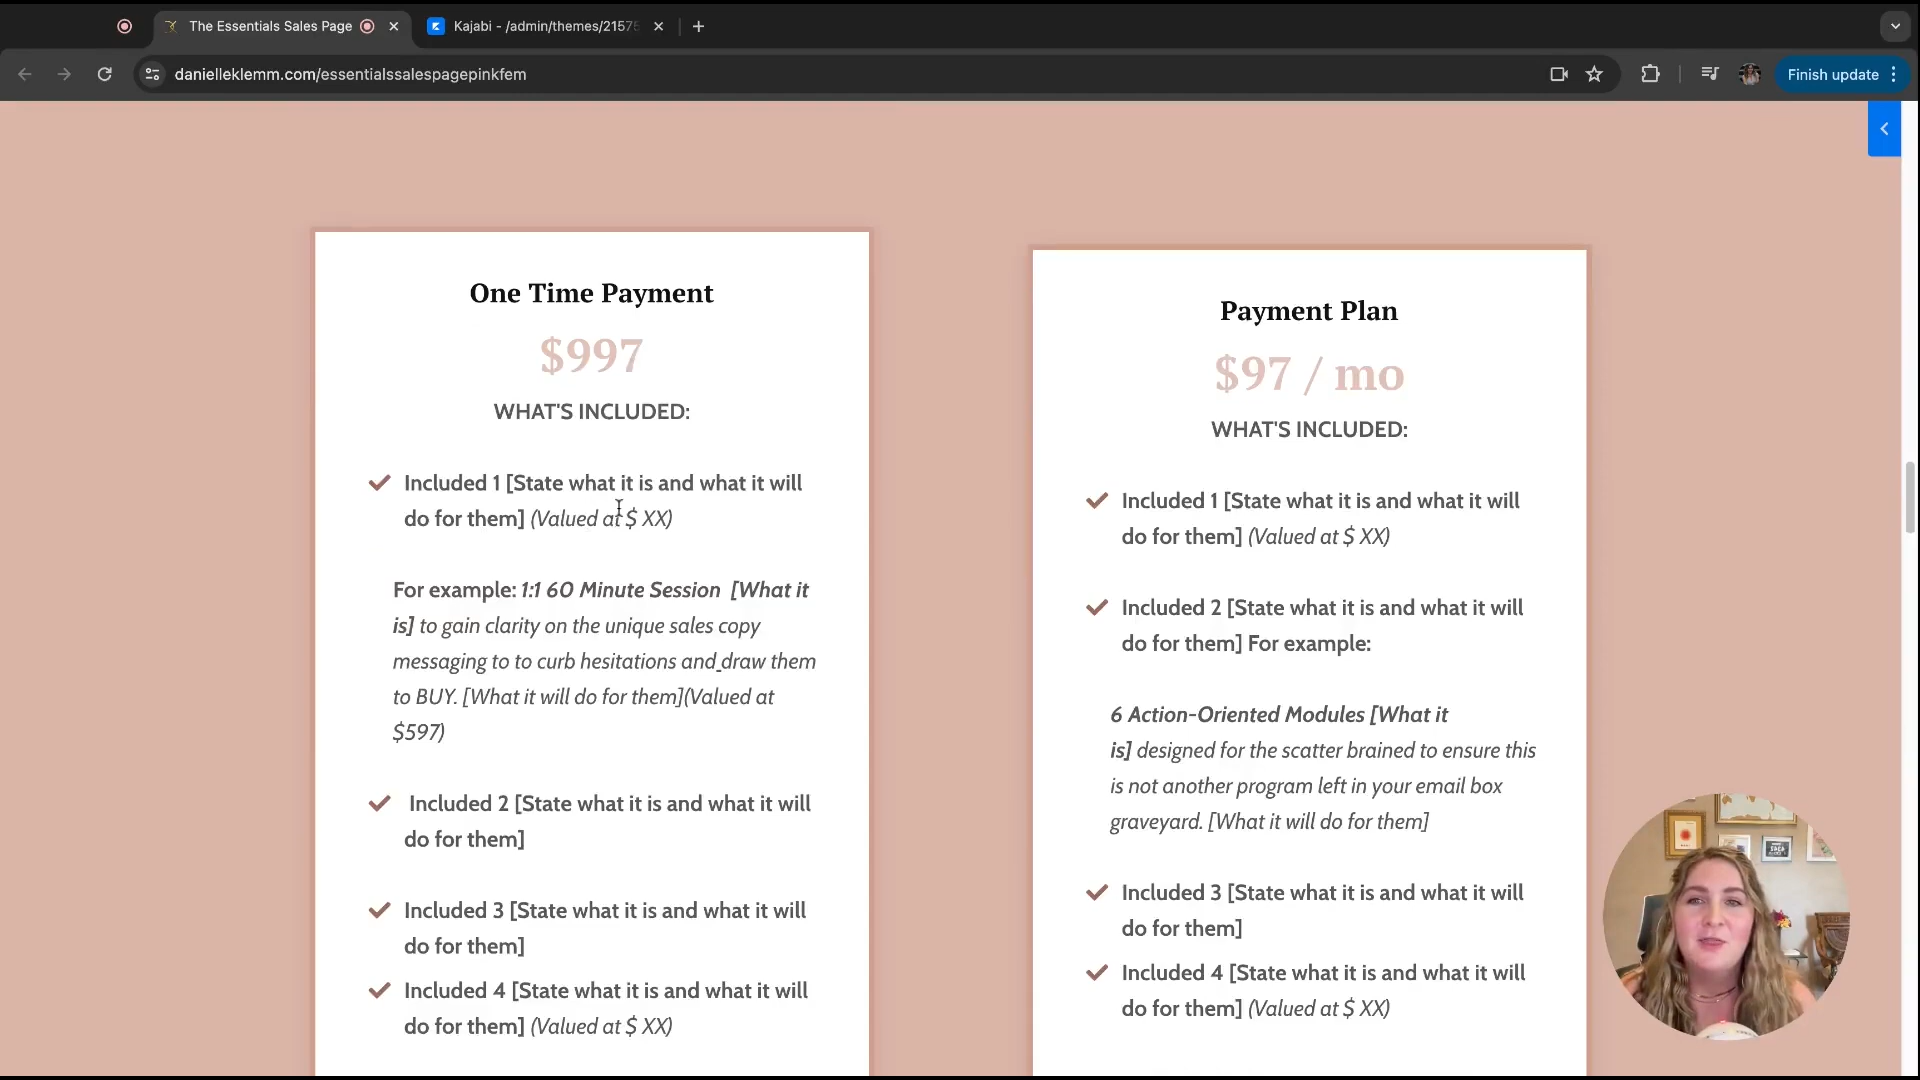 The Essentials Sales Page
Kajabi - /admin/themes/21575
danielleklemm.com/essentialssalespagepinkfem
Finish update
One Time Payment
$997
WHAT'S INCLUDED:
Included 1 [State what it is and what it will
do for them] (Valued at $ XX)
For example: 1:1 60 Minute Session [What it
is] to gain clarity on the unique sales copy
messaging to to curb hesitations and draw them
to BUY. [What it will do for them](Valued at
$597)
Included 2 [State what it is and what it will
do for them]
Included 3 [State what it is and what it will
do for them]
Included 4 [State what it is and what it will
do for them] (Valued at $ XX)
Payment Plan
$97 / mo
WHAT'S INCLUDED:
Included 1 [State what it is and what it will
do for them] (Valued at $ XX)
Included 2 [State what it is and what it will
do for them] For example:
6 Action-Oriented Modules [What it
is] designed for the scatter brained to ensure this
is not another program left in your email box
graveyard. [What it will do for them]
Included 3 [State what it is and what it will
do for them]
Included 4 [State what it is and what it will
do for them] (Valued at $ XX)